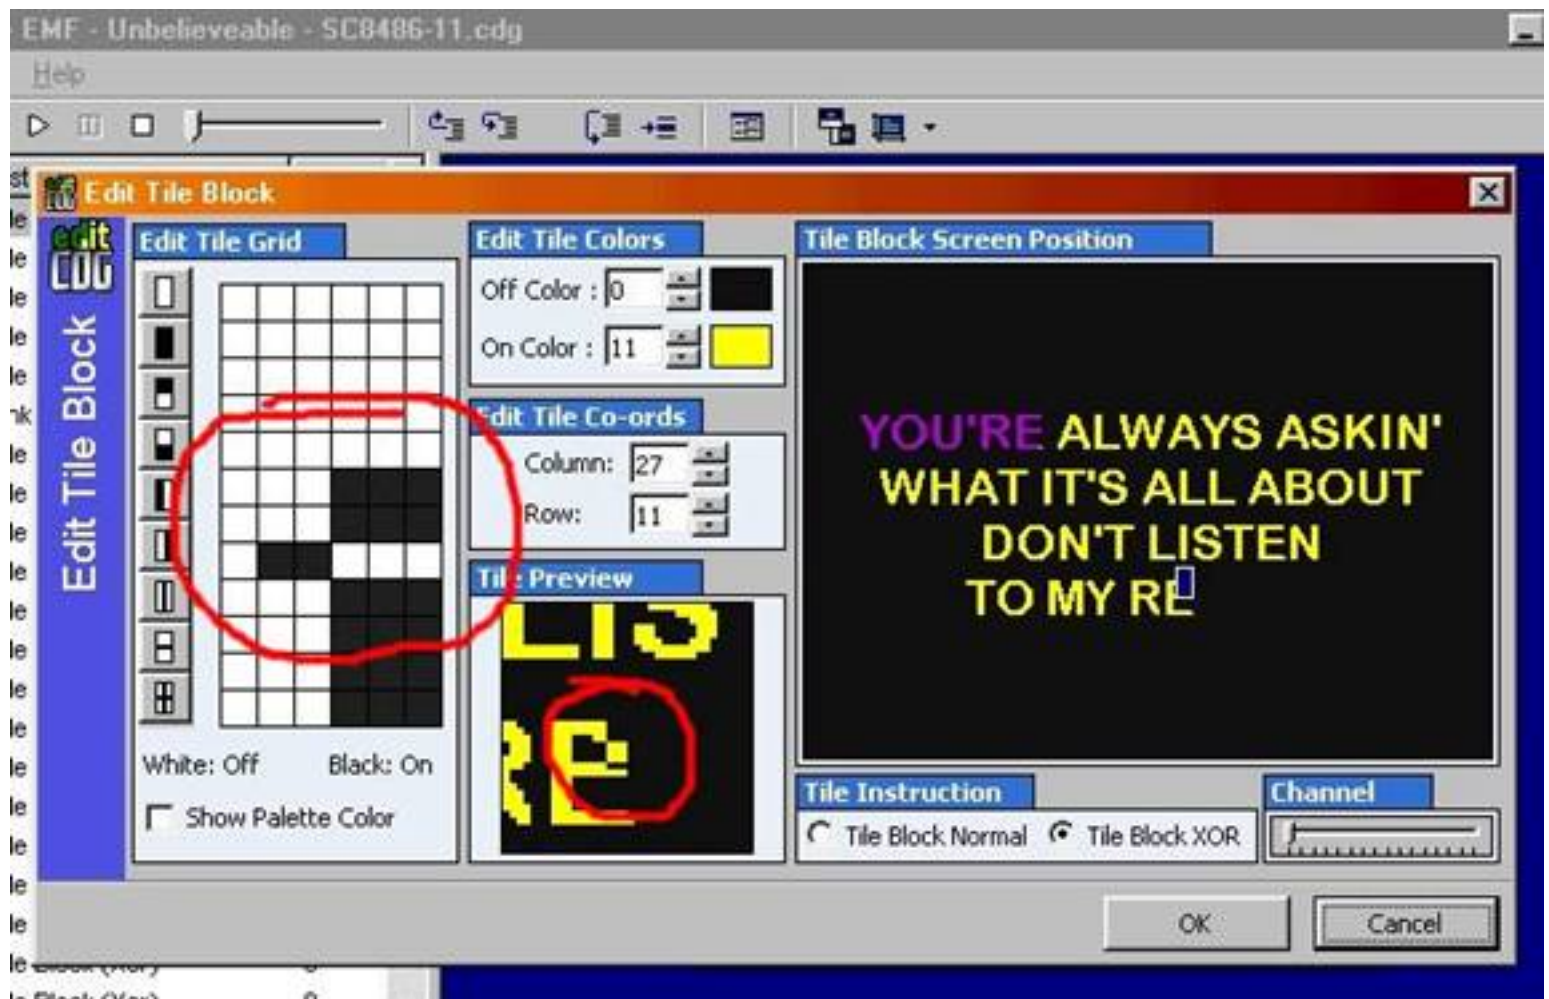 EMF - Unbelieveable - SC8486-11.cdg
Help
Edit Tile Block
edit
CDG
Edit Tile Block
Edit Tile Grid
White: Off Black: On
Show Palette Color
Edit Tile Colors
Off Color : 0
On Color : 11
Edit Tile Co-ords
Column: 27
Row: 11
Tile Preview
LIS
RE
Tile Block Screen Position
YOU'RE ALWAYS ASKIN'
WHAT IT'S ALL ABOUT
DON'T LISTEN
TO MY RE
Tile Instruction
Tile Block Normal Tile Block XOR
Channel
OK Cancel